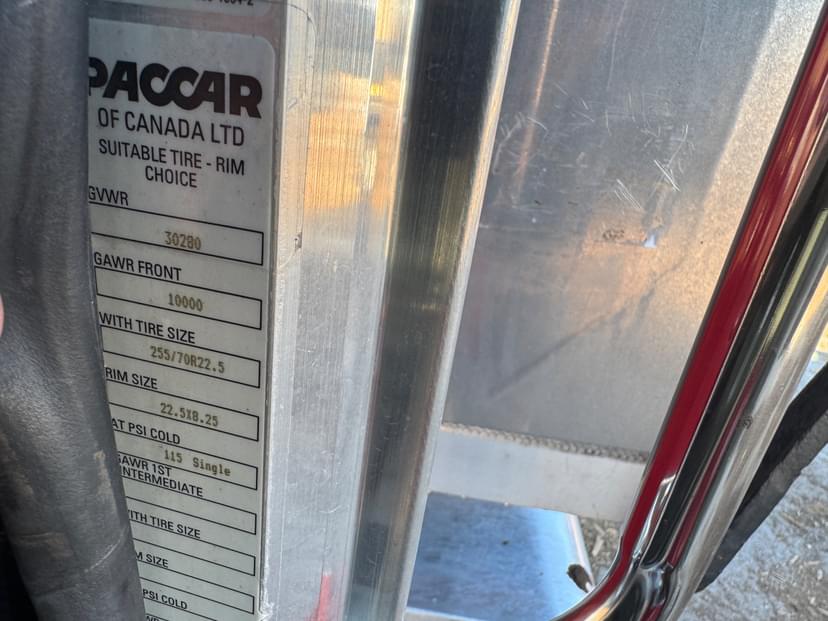 PACCAR
OF CANADA LTD
SUITABLE TIRE - RIM
CHOICE
GVWR
30280
GAWR FRONT
10000
WITH TIRE SIZE
255/70R22.5
RIM SIZE
22.5X8.25
AT PSI COLD
115 Single
GAWR 1ST
INTERMEDIATE
WITH TIRE SIZE
SIZE
PSI COLD